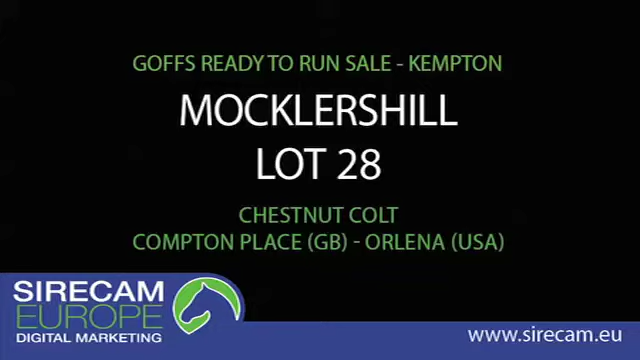 GOFFS READY TO RUN SALE - KEMPTON
MOCKLERSHILL
LOT 28
CHESTNUT COLT
COMPTON PLACE (GB) - ORLENA (USA)
SIRECAM
EUROPE
DIGITAL MARKETING
www.sirecam.eu